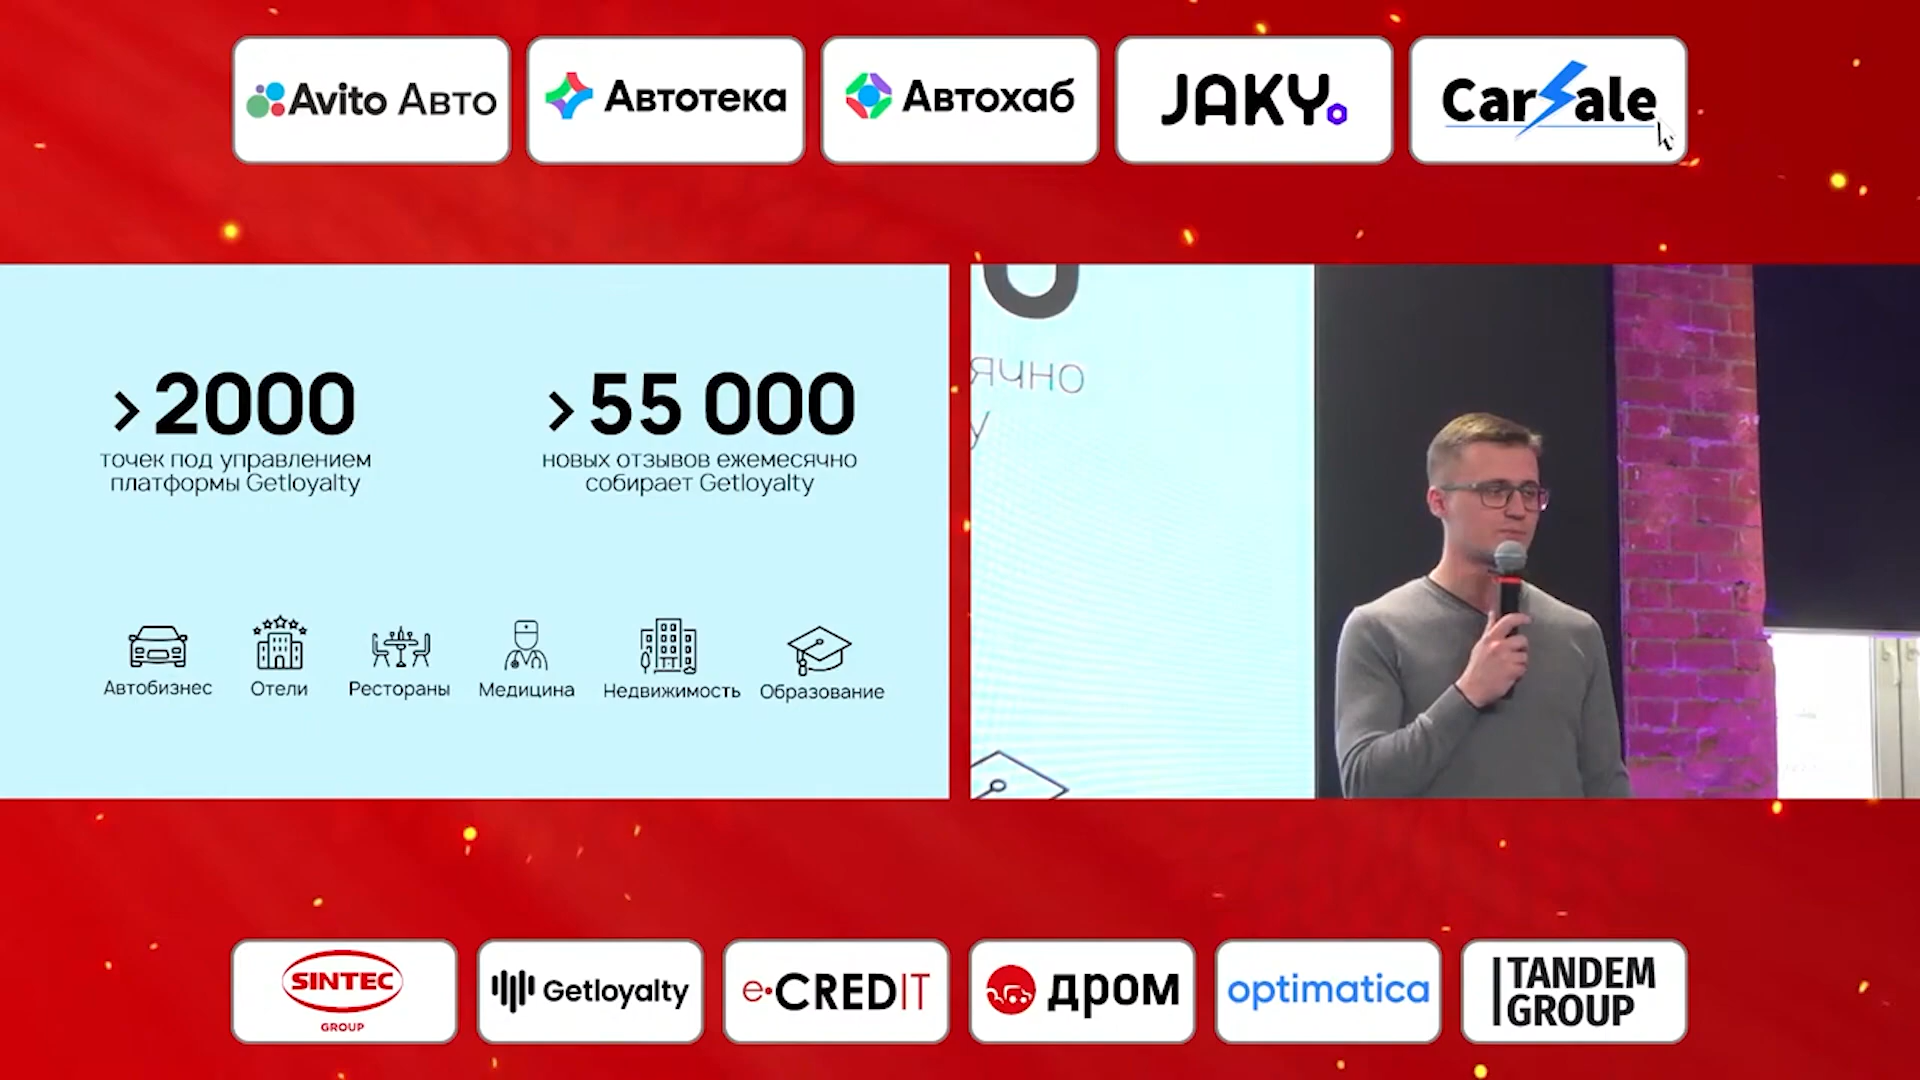 Avito Авто
Автотека
Автохаб
JAKY
CarSale
>2000
точек под управлением
платформы Getloyalty
>55 000
новых отзывов ежемесячно
собирает Getloyalty
Автобизнес
Отели
Рестораны
Медицина
Недвижимость
Образование
ячно
у
SINTEC
GROUP
Getloyalty
e·CREDIT
дром
optimatica
TANDEM
GROUP